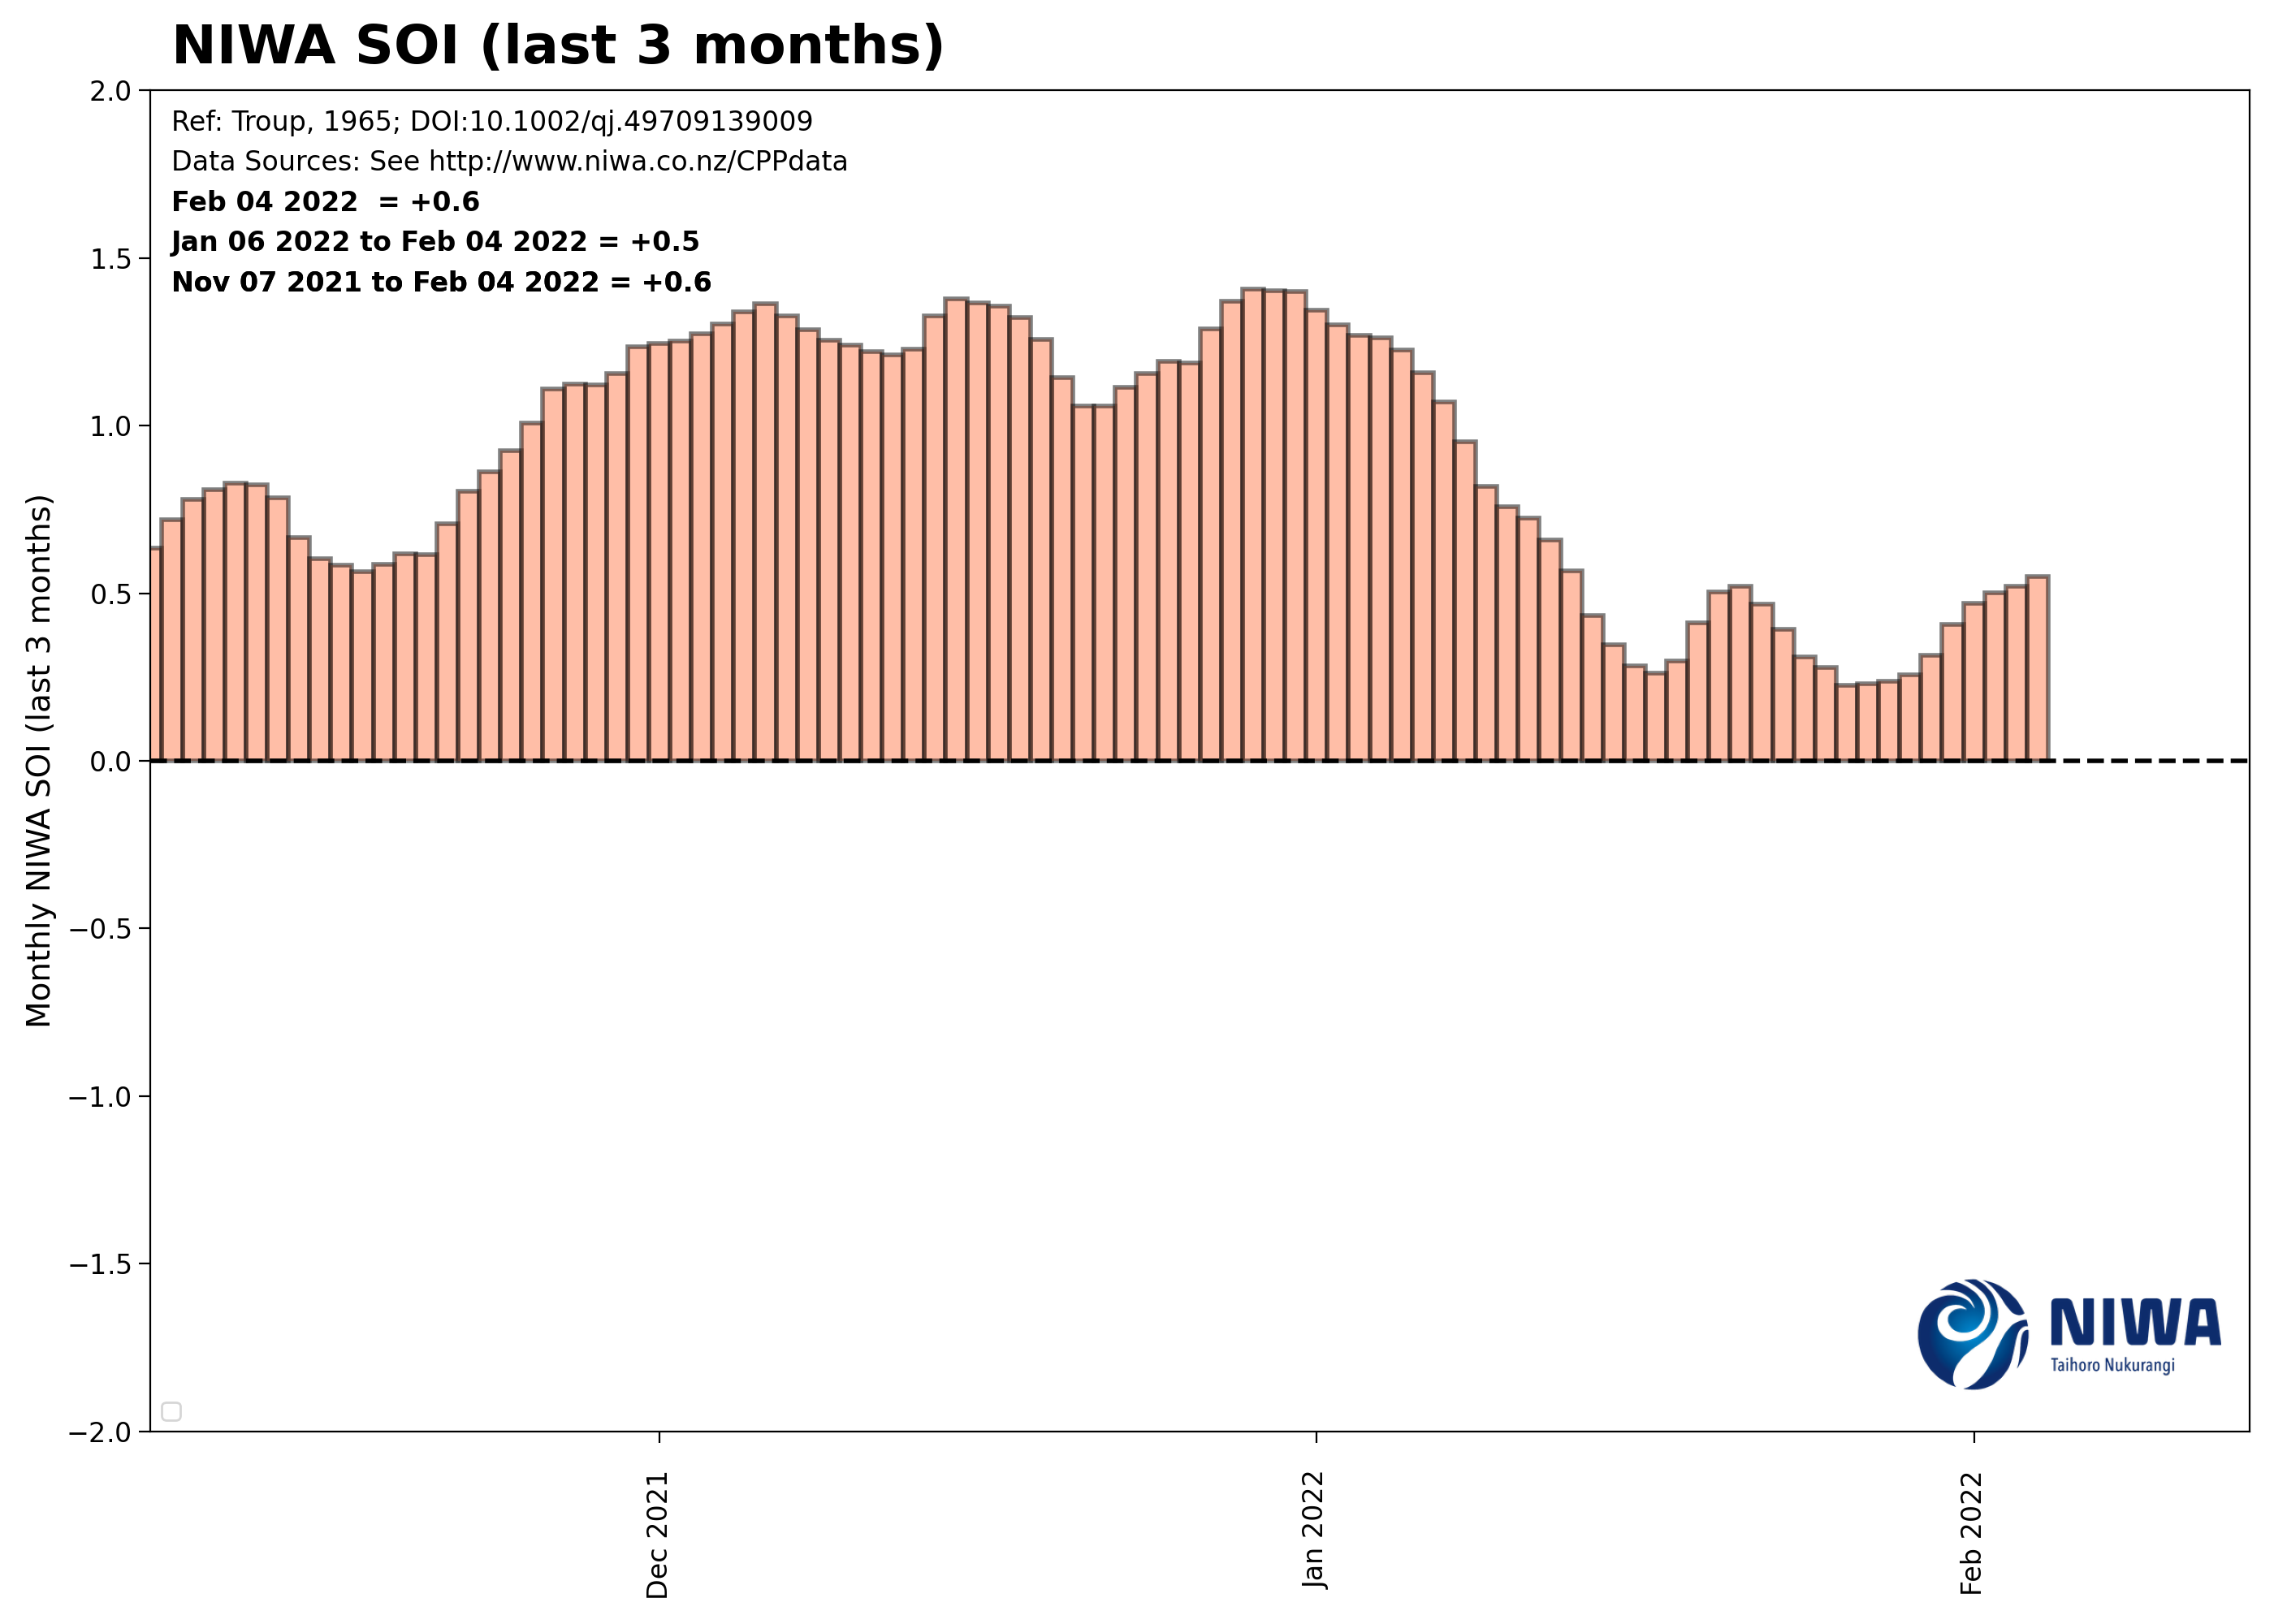 NIWA SOI (last 3 months)
Ref: Troup, 1965; DOI:10.1002/qj.49709139009
Data Sources: See http://www.niwa.co.nz/CPPdata
Feb 04 2022  = +0.6
Jan 06 2022 to Feb 04 2022 = +0.5
Nov 07 2021 to Feb 04 2022 = +0.6
Monthly NIWA SOI (last 3 months)
2.0
1.5
1.0
0.5
0.0
−0.5
−1.0
−1.5
−2.0
Dec 2021
Jan 2022
Feb 2022
NIWA
Taihoro Nukurangi